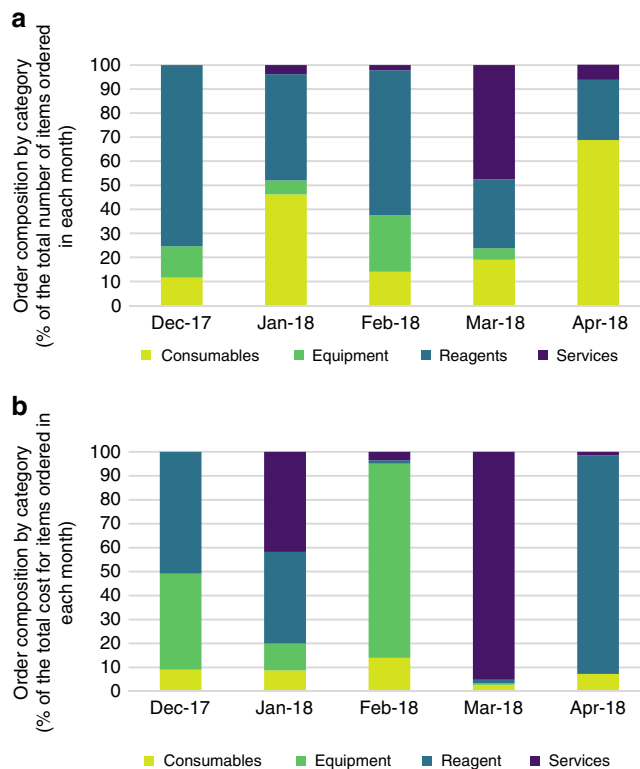 a
Order composition by category
(% of the total number of items ordered
in each month)
100
90
80
70
60
50
40
30
20
10
0
Dec-17 Jan-18 Feb-18 Mar-18 Apr-18
Consumables Equipment Reagents Services
b
Order composition by category
(% of the total cost for items ordered in
each month)
100
90
80
70
60
50
40
30
20
10
0
Dec-17 Jan-18 Feb-18 Mar-18 Apr-18
Consumables Equipment Reagent Services